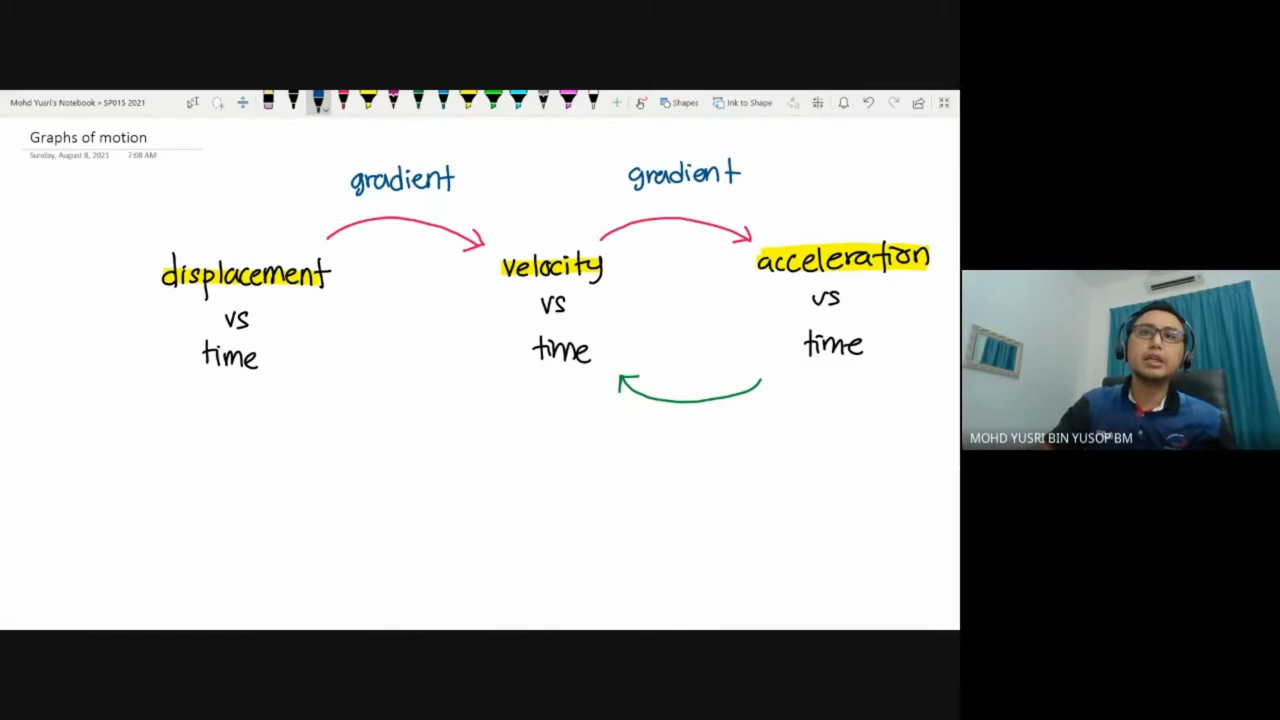 Mohd Yusri's Notebook > SP015 2021
Shapes
Ink to Shape
Graphs of motion
Sunday, August 8, 2021 7:08 AM
gradient
gradient
displacement
vs
time
velocity
vs
time
acceleration
vs
time
MOHD YUSRI BIN YUSOP BM